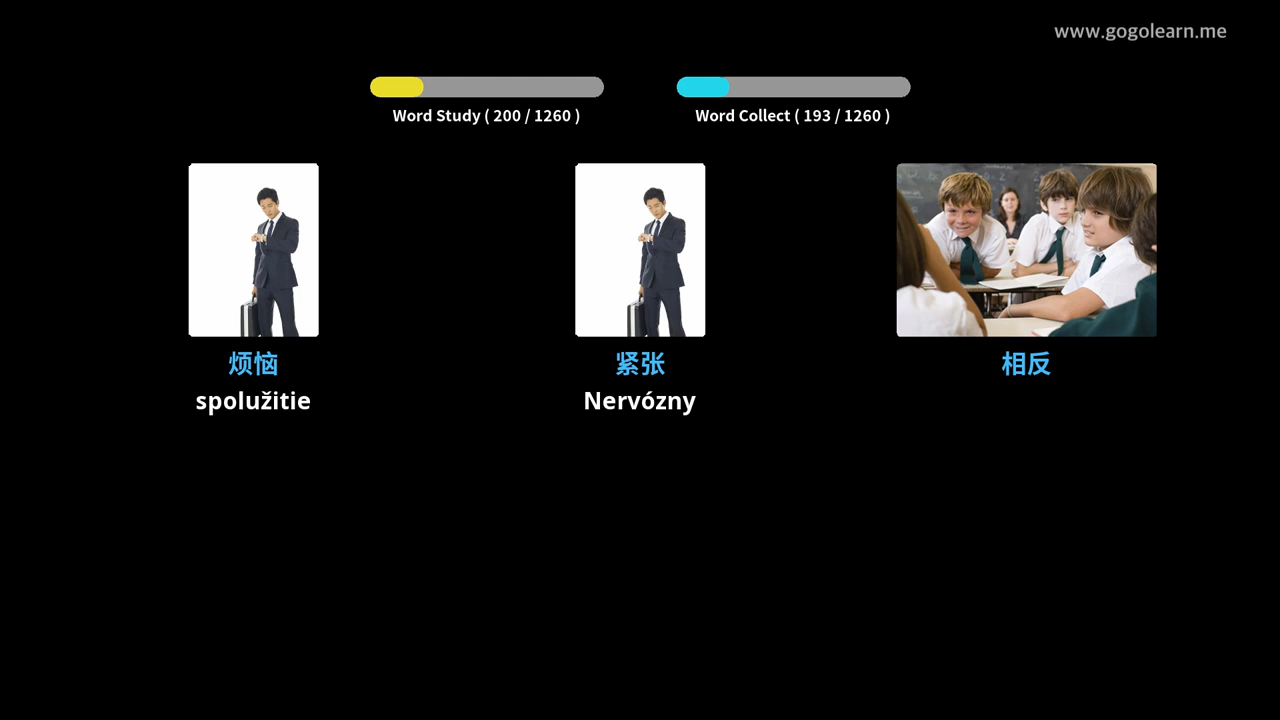 www.gogolearn.me
Word Study ( 200 / 1260 )
Word Collect ( 193 / 1260 )
烦恼
紧张
相反
spolužitie
Nervózny